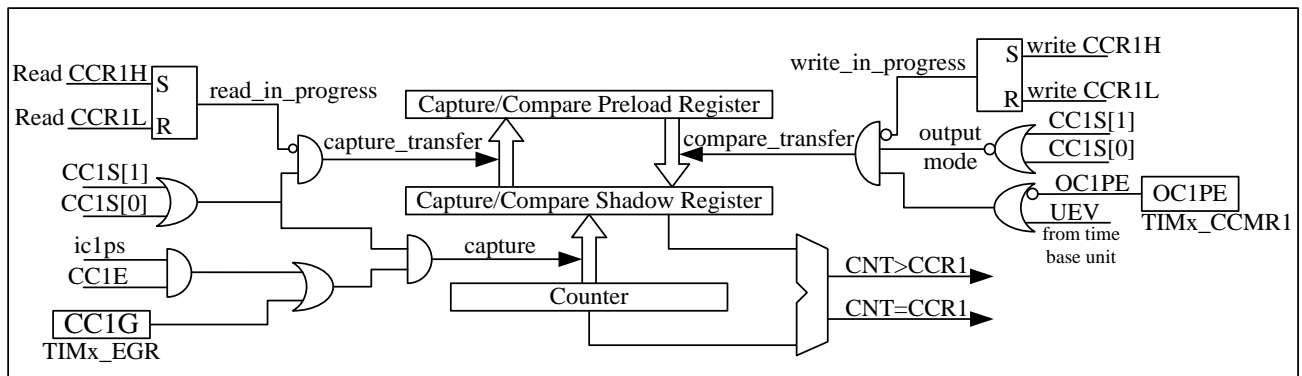 Read CCR1H
S
Read CCR1L
R
read_in_progress
capture_transfer
CC1S[1]
CC1S[0]
ic1ps
CC1E
CC1G
TIMx_EGR
capture
Capture/Compare Preload Register
Capture/Compare Shadow Register
Counter
write CCR1H
S
write_in_progress
write CCR1L
R
compare_transfer
output
mode
CC1S[1]
CC1S[0]
OC1PE
OC1PE
TIMx_CCMR1
UEV
from time
base unit
CNT>CCR1
CNT=CCR1